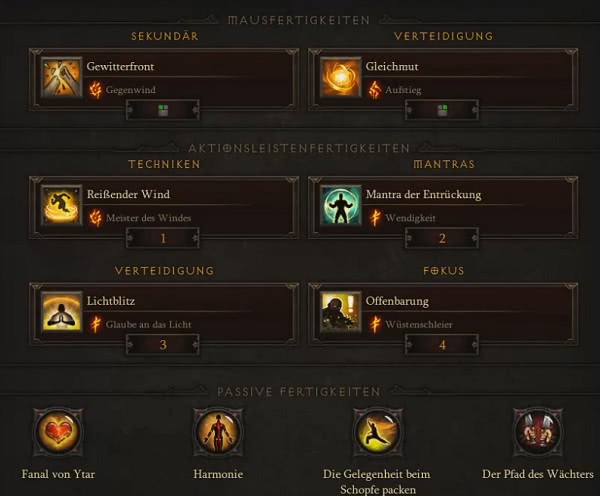 MAUSFERTIGKEITEN
SEKUNDÄR
VERTEIDIGUNG
Gewitterfront
Gegenwind
Gleichmut
Aufstieg
AKTIONSLEISTENFERTIGKEITEN
TECHNIKEN
MANTRAS
Reißender Wind
Meister des Windes
1
Mantra der Entrückung
Wendigkeit
2
VERTEIDIGUNG
FOKUS
Lichtblitz
Glaube an das Licht
3
Offenbarung
Wüstenschleier
4
PASSIVE FERTIGKEITEN
Fanal von Ytar
Harmonie
Die Gelegenheit beim
Schopfe packen
Der Pfad des Wächters